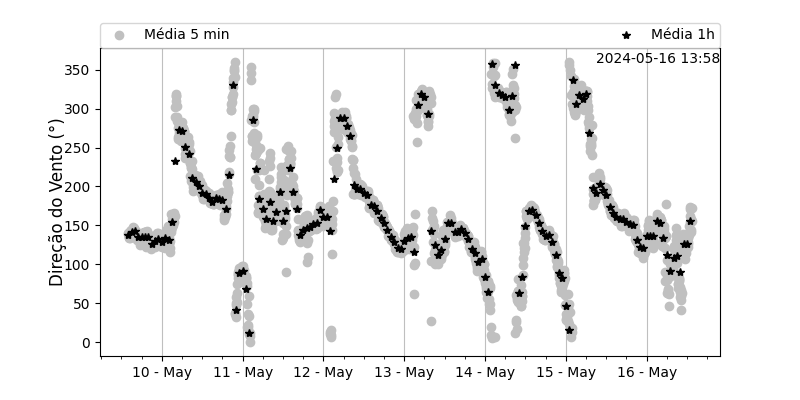 Média 5 min
Média 1h
2024-05-16 13:58
Direção do Vento (°)
350
300
250
200
150
100
50
0
10 - May
11 - May
12 - May
13 - May
14 - May
15 - May
16 - May